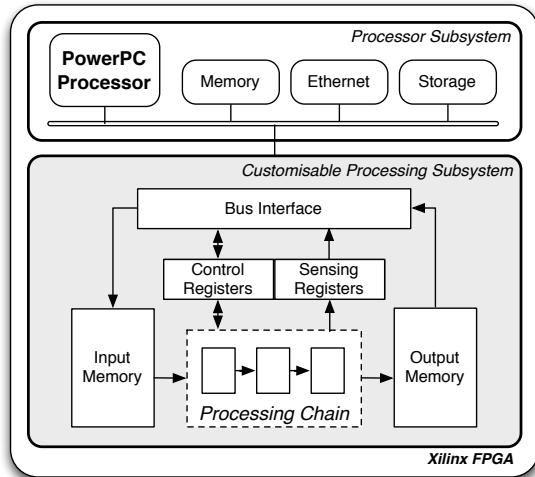 Processor Subsystem
PowerPC
Processor
Memory
Ethernet
Storage
Customisable Processing Subsystem
Bus Interface
Control
Registers
Sensing
Registers
Input
Memory
Output
Memory
Processing Chain
Xilinx FPGA